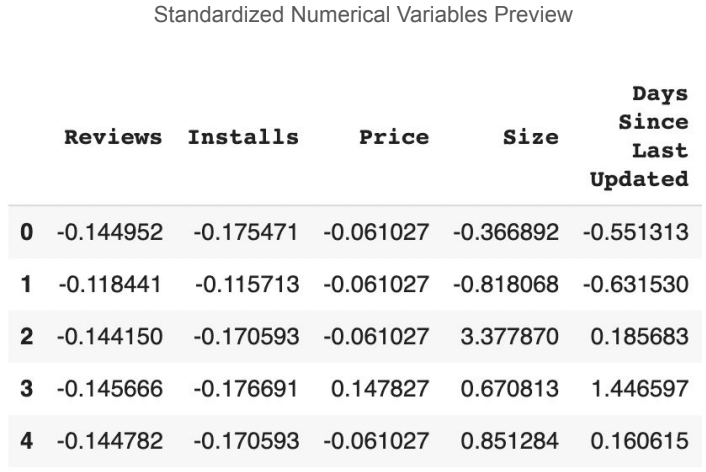 Standardized Numerical Variables Preview
Days
Since
Reviews Installs Price Size Last
Updated
0 -0.144952 -0.175471 -0.061027 -0.366892 -0.551313
1 -0.118441 -0.115713 -0.061027 -0.818068 -0.631530
2 -0.144150 -0.170593 -0.061027 3.377870 0.185683
3 -0.145666 -0.176691 0.147827 0.670813 1.446597
4 -0.144782 -0.170593 -0.061027 0.851284 0.160615